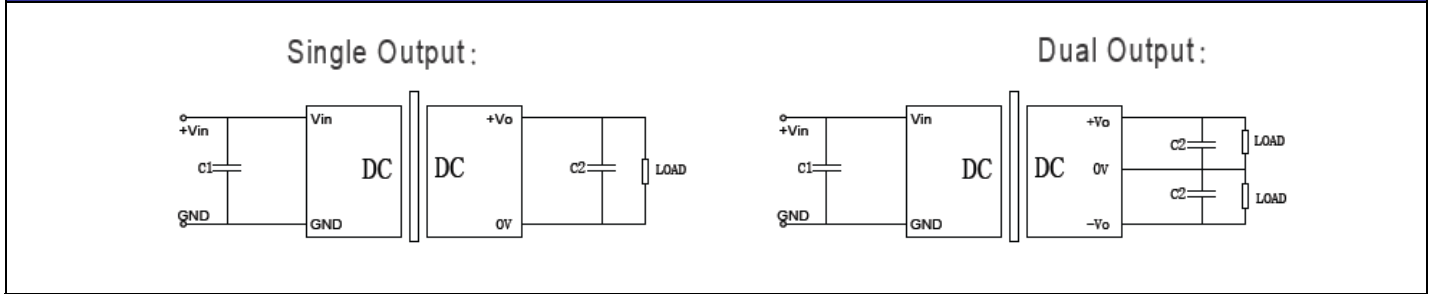 Single Output:
+Vin
C1
GND
Vin
DC
GND
DC
+Vo
0V
C2
LOAD
Dual Output:
+Vin
C1
GND
Vin
DC
GND
DC
+Vo
0V
-Vo
C2
LOAD
C2
LOAD